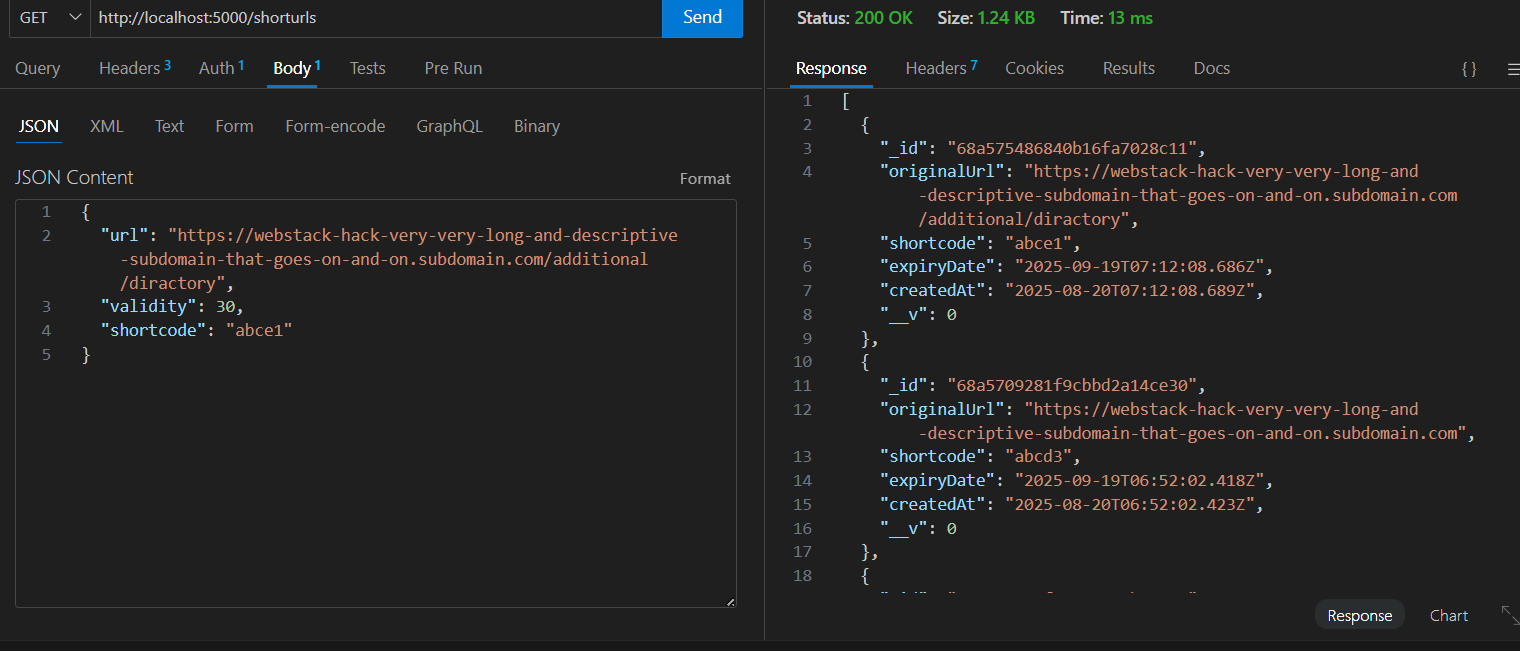 GET http://localhost:5000/shorturls Send
Status: 200 OK Size: 1.24 KB Time: 13 ms
Query Headers 3 Auth 1 Body 1 Tests Pre Run
JSON XML Text Form Form-encode GraphQL Binary
JSON Content Format
1 {
2 "url": "https://webstack-hack-very-very-long-and-descriptive
-subdomain-that-goes-on-and-on.subdomain.com/additional
/diractory",
3 "validity": 30,
4 "shortcode": "abce1"
5 }
Response Headers 7 Cookies Results Docs {}
1 [
2 {
3 "_id": "68a575486840b16fa7028c11",
4 "originalUrl": "https://webstack-hack-very-very-long-and
-descriptive-subdomain-that-goes-on-and-on.subdomain.com
/additional/diractory",
5 "shortcode": "abce1",
6 "expiryDate": "2025-09-19T07:12:08.686Z",
7 "createdAt": "2025-08-20T07:12:08.689Z",
8 "__v": 0
9 },
10 {
11 "_id": "68a5709281f9cbbd2a14ce30",
12 "originalUrl": "https://webstack-hack-very-very-long-and
-descriptive-subdomain-that-goes-on-and-on.subdomain.com",
13 "shortcode": "abcd3",
14 "expiryDate": "2025-09-19T06:52:02.418Z",
15 "createdAt": "2025-08-20T06:52:02.423Z",
16 "__v": 0
17 },
18 {
Response Chart